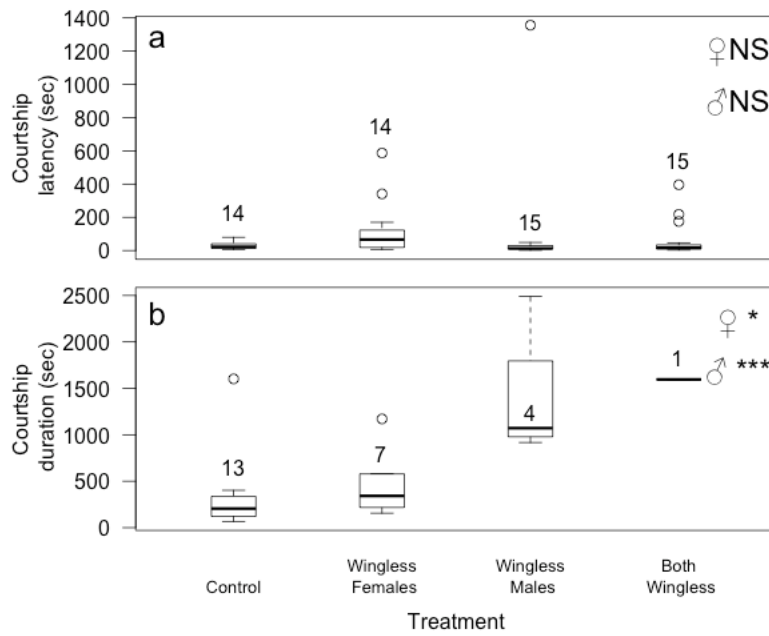 a
Courtship
latency (sec)
1400
1200
1000
800
600
400
200
0
14
14
15
15
♀NS
♂NS
b
Courtship
duration (sec)
2500
2000
1500
1000
500
0
13
7
4
1
♀ *
♂ ***
Control
Wingless
Females
Wingless
Males
Both
Wingless
Treatment